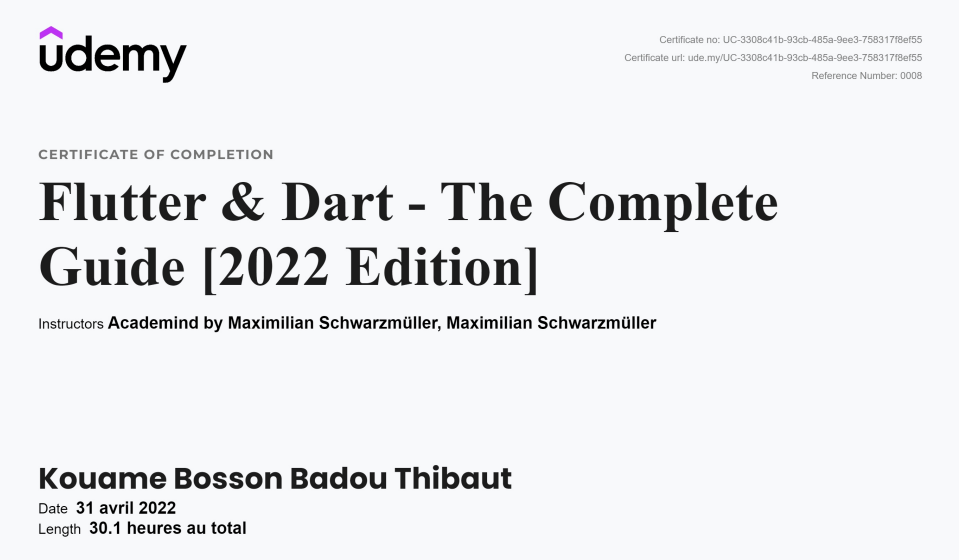 udemy
Certificate no: UC-3308c41b-93cb-485a-9ee3-758317f8ef55
Certificate url: ude.my/UC-3308c41b-93cb-485a-9ee3-758317f8ef55
Reference Number: 0008
CERTIFICATE OF COMPLETION
Flutter & Dart - The Complete
Guide [2022 Edition]
Instructors Academind by Maximilian Schwarzmüller, Maximilian Schwarzmüller
Kouame Bosson Badou Thibaut
Date 31 avril 2022
Length 30.1 heures au total